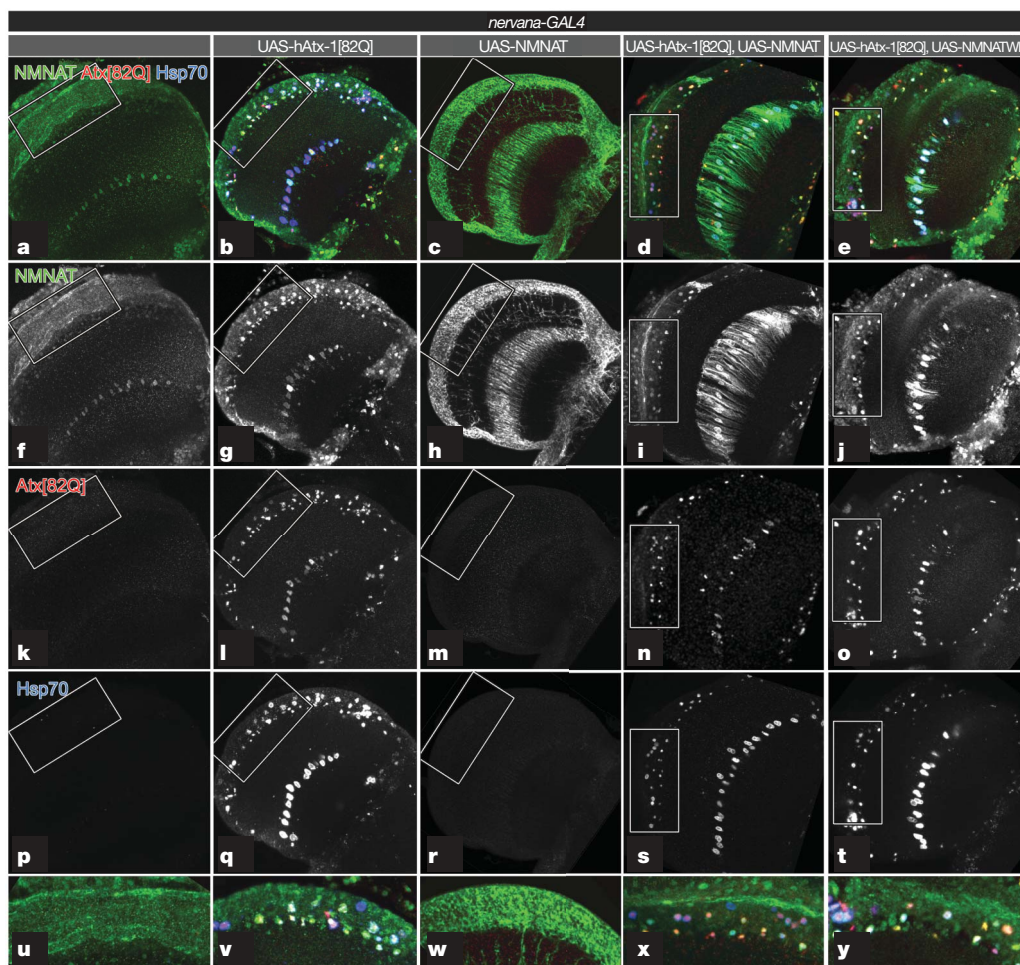 nervana-GAL4
UAS-hAtx-1[82Q] UAS-NMNAT UAS-hAtx-1[82Q], UAS-NMNAT UAS-hAtx-1[82Q], UAS-NMNATW
NMNAT Atx[82Q] Hsp70
a b c d e
NMNAT
f g h i j
Atx[82Q]
k l m n o
Hsp70
p q r s t
u v w x y